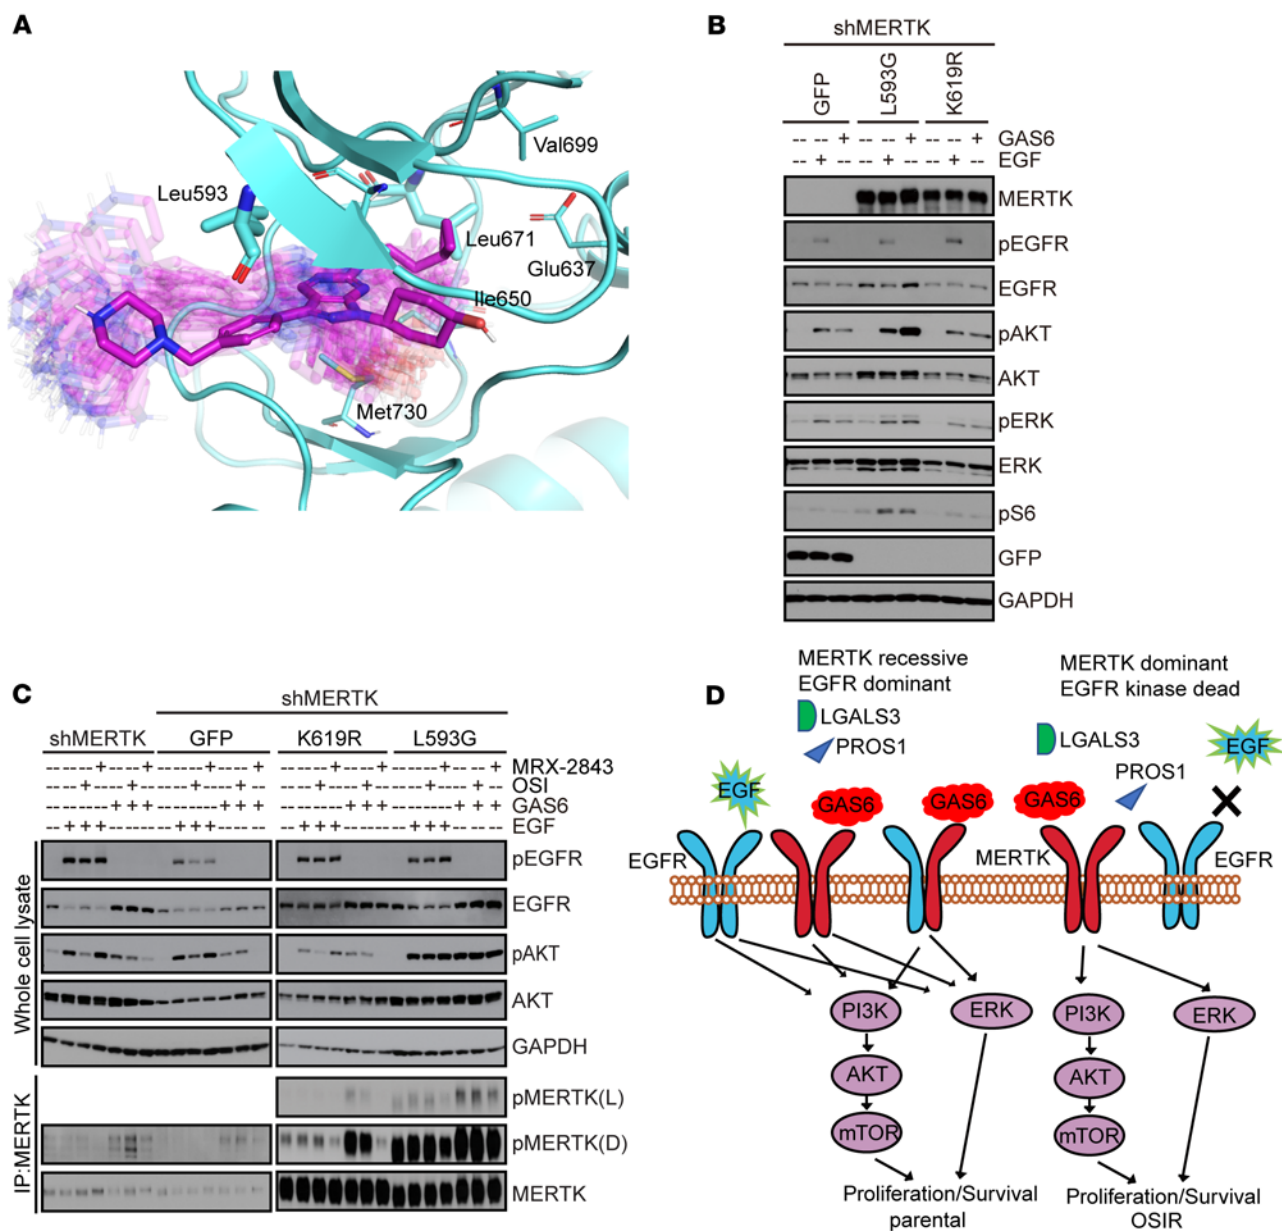 A
Val699
Leu593
Leu671
Glu637
Ile650
Met730
B
shMERTK
GFP
L593G
K619R
-- -- + -- -- + -- -- + GAS6
-- + -- -- + -- -- + -- EGF
MERTK
pEGFR
EGFR
pAKT
AKT
pERK
ERK
pS6
GFP
GAPDH
C
shMERTK
shMERTK GFP K619R L593G
MRX-2843
OSI
GAS6
EGF
Whole cell lysate
pEGFR
EGFR
pAKT
AKT
GAPDH
IP:MERTK
pMERTK(L)
pMERTK(D)
MERTK
D
MERTK recessive
EGFR dominant
LGALS3
PROS1
MERTK dominant
EGFR kinase dead
LGALS3
PROS1
EGF
EGF
GAS6
GAS6
GAS6
EGFR
MERTK
EGFR
PI3K
ERK
AKT
mTOR
Proliferation/Survival
parental
PI3K
ERK
AKT
mTOR
Proliferation/Survival
OSIR